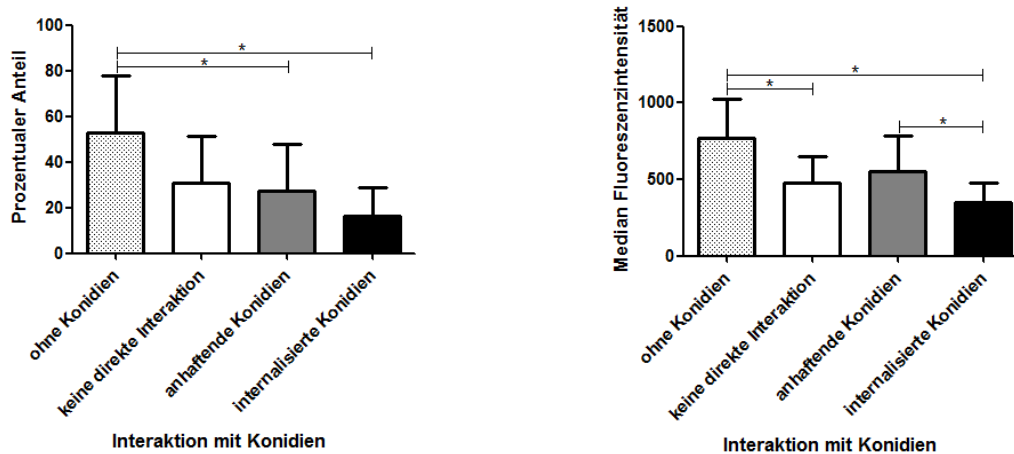 Prozentualer Anteil
100
80
60
40
20
0
*
*
ohne Konidien
keine direkte Interaktion
anhaftende Konidien
internalisierte Konidien
Interaktion mit Konidien
Median Fluoreszenzintensität
1500
1000
500
0
*
*
*
ohne Konidien
keine direkte Interaktion
anhaftende Konidien
internalisierte Konidien
Interaktion mit Konidien